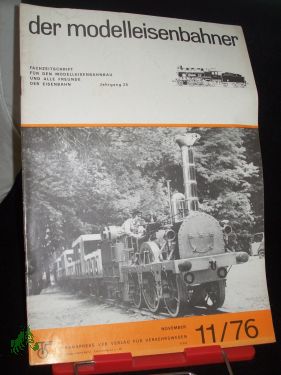 der modelleisenbahner
FACHZEITSCHRIFT
FÜR DEN MODELLEISENBAHNBAU
UND ALLE FREUNDE
DER EISENBAHN Jahrgang 25
NOVEMBER
TRANSPRESS VEB VERLAG FÜR VERKEHRSWESEN
11/76